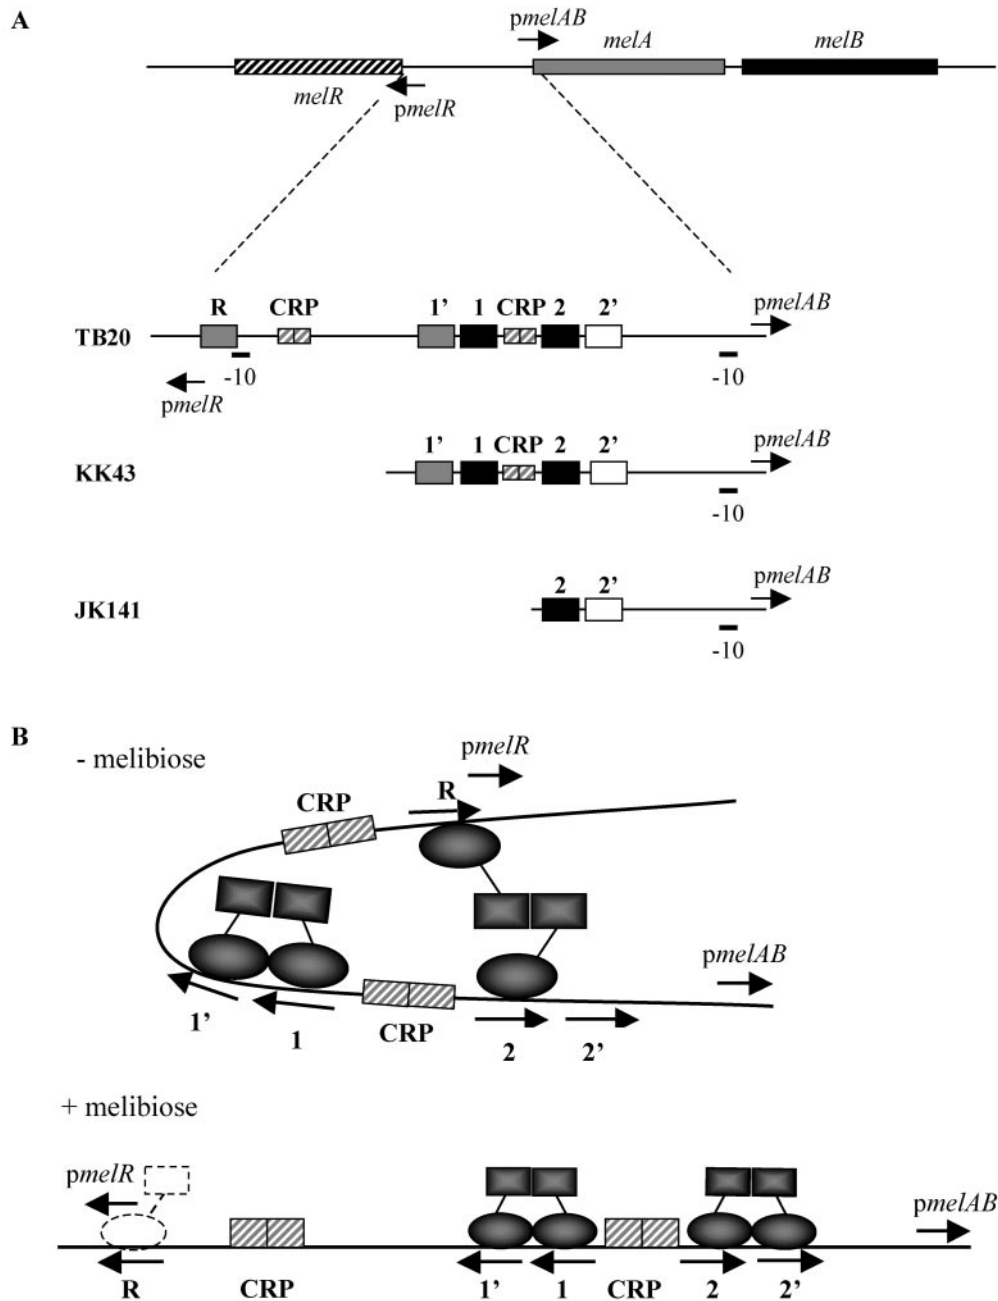 A
pmelAB
melA
melB
melR
pmelR
R CRP 1’ 1 CRP 2 2’ pmelAB
TB20
-10 -10
pmelR
1’ 1 CRP 2 2’ pmelAB
KK43
-10
2 2’ pmelAB
JK141
-10
B
- melibiose
pmelR
R
CRP
pmelAB
1’ 1 CRP 2 2’
+ melibiose
pmelR
pmelAB
R CRP 1’ 1 CRP 2 2’